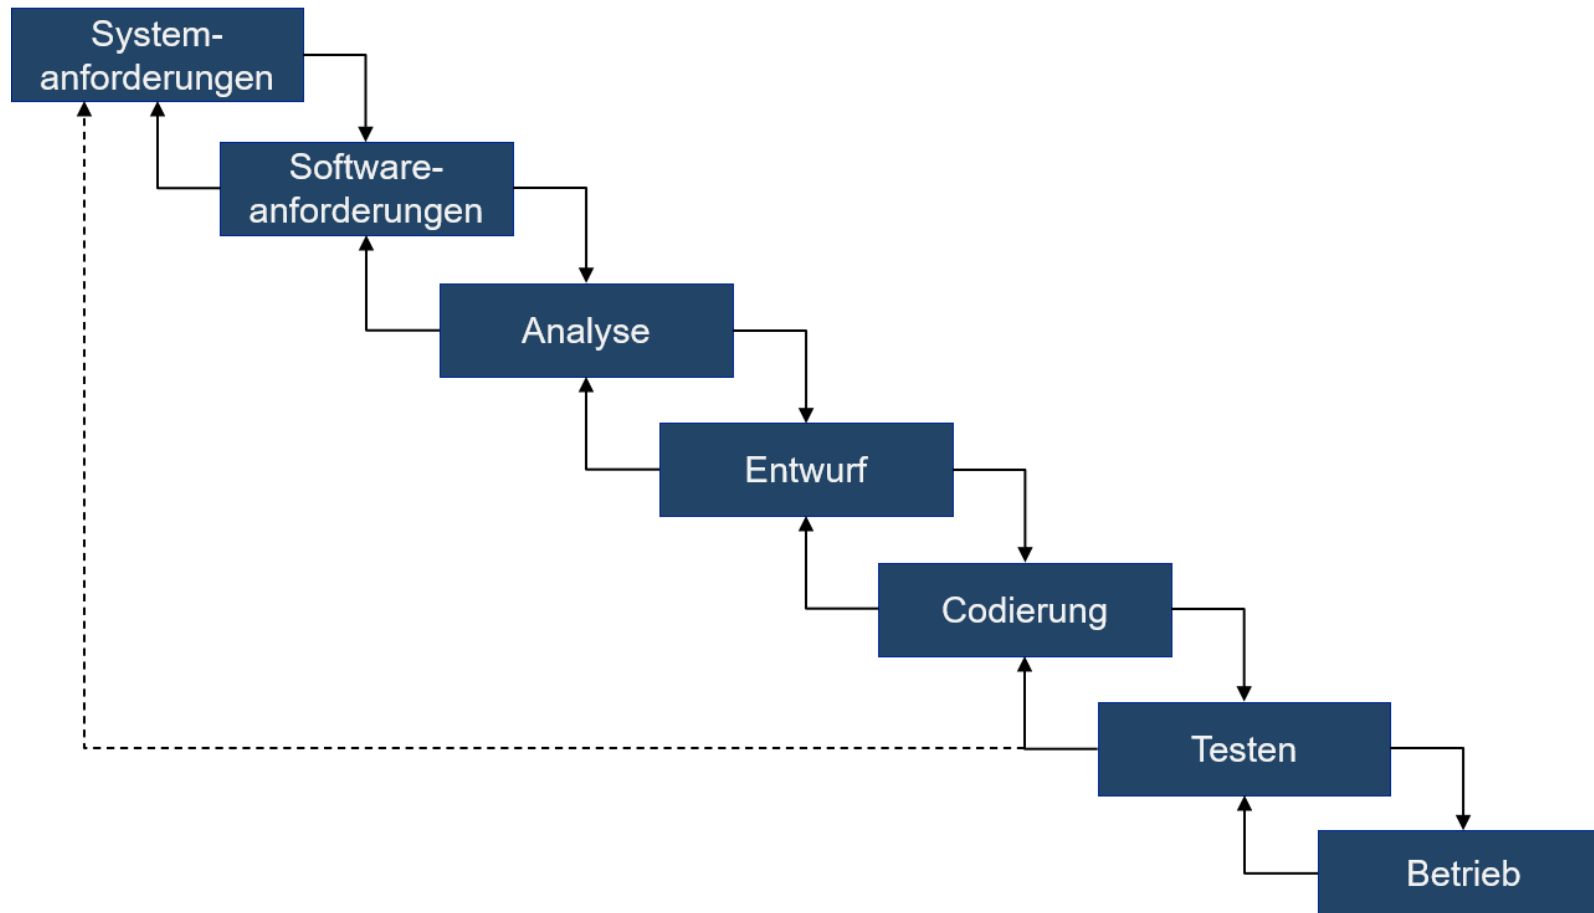 System-
anforderungen
Software-
anforderungen
Analyse
Entwurf
Codierung
Testen
Betrieb